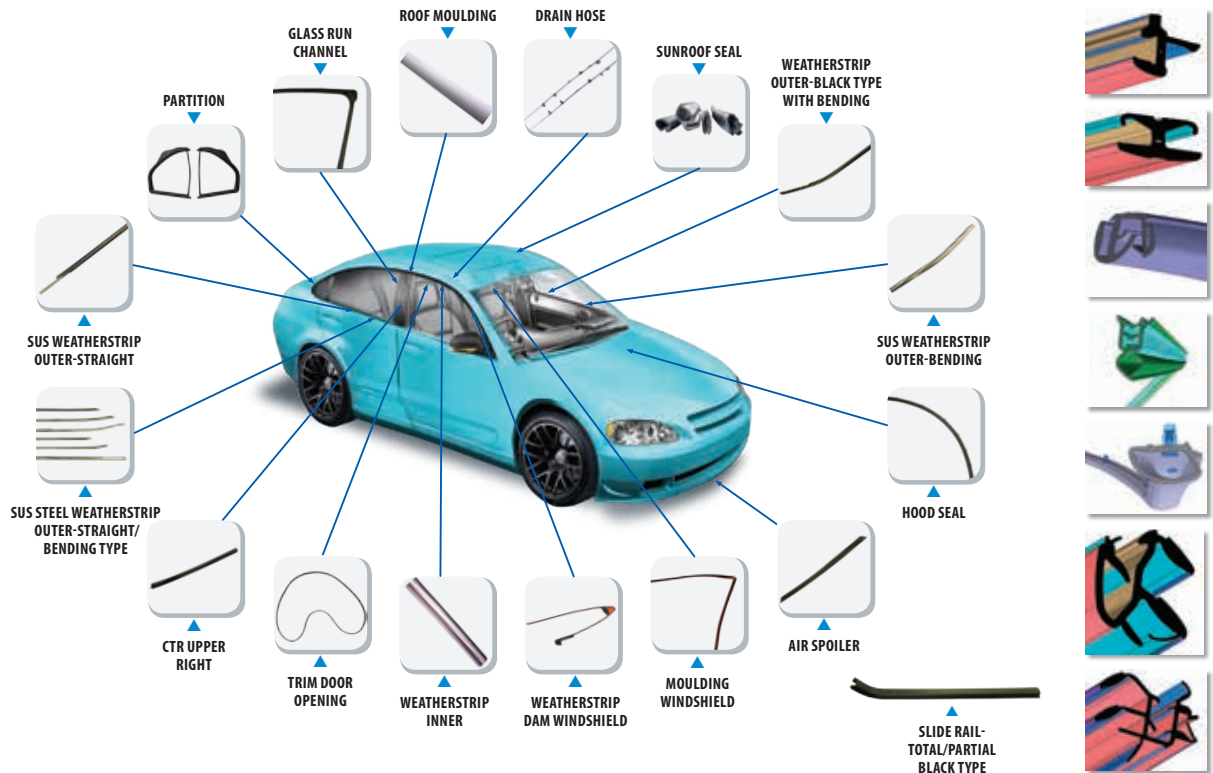 ROOF MOULDING
DRAIN HOSE
GLASS RUN
CHANNEL
SUNROOF SEAL
WEATHERSTRIP
OUTER-BLACK TYPE
WITH BENDING
PARTITION
SUS WEATHERSTRIP
OUTER-STRAIGHT
SUS WEATHERSTRIP
OUTER-BENDING
SUS STEEL WEATHERSTRIP
OUTER-STRAIGHT/
BENDING TYPE
HOOD SEAL
CTR UPPER
RIGHT
TRIM DOOR
OPENING
WEATHERSTRIP
INNER
WEATHERSTRIP
DAM WINDSHIELD
MOULDING
WINDSHIELD
AIR SPOILER
SLIDE RAIL-
TOTAL/PARTIAL
BLACK TYPE